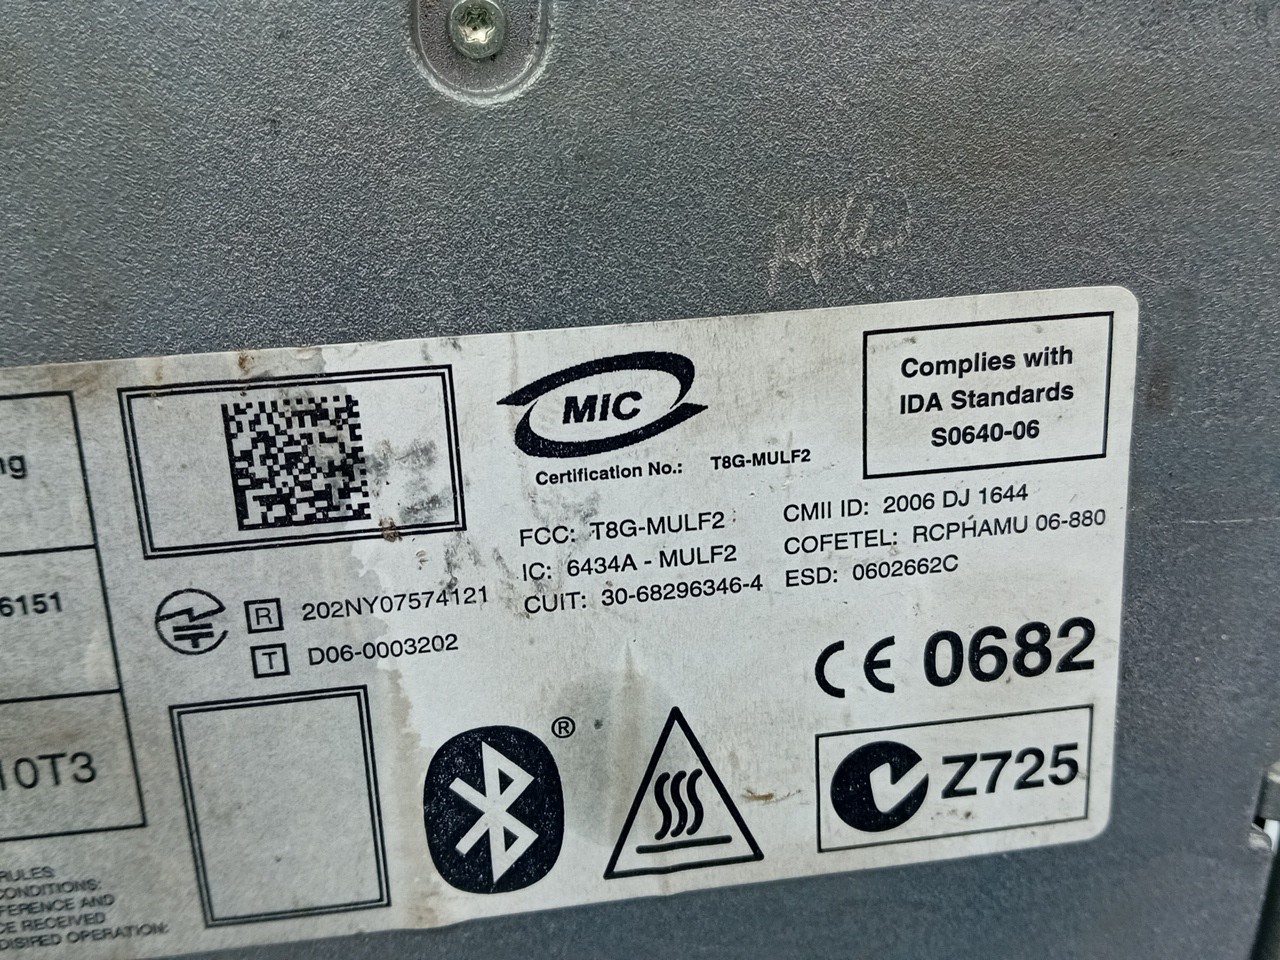 MIC
Certification No.: T8G-MULF2
Complies with
IDA Standards
S0640-06
FCC: T8G-MULF2
IC: 6434A - MULF2
CUIT: 30-68296346-4
CMII ID: 2006 DJ 1644
COFETEL: RCPHAMU 06-880
ESD: 0602662C
R 202NY07574121
T D06-0003202
CE 0682
®
Z725
ng
6151
10T3
RULES
CONDITIONS:
FERENCE AND
CE RECEIVED
DISIRED OPERATION: